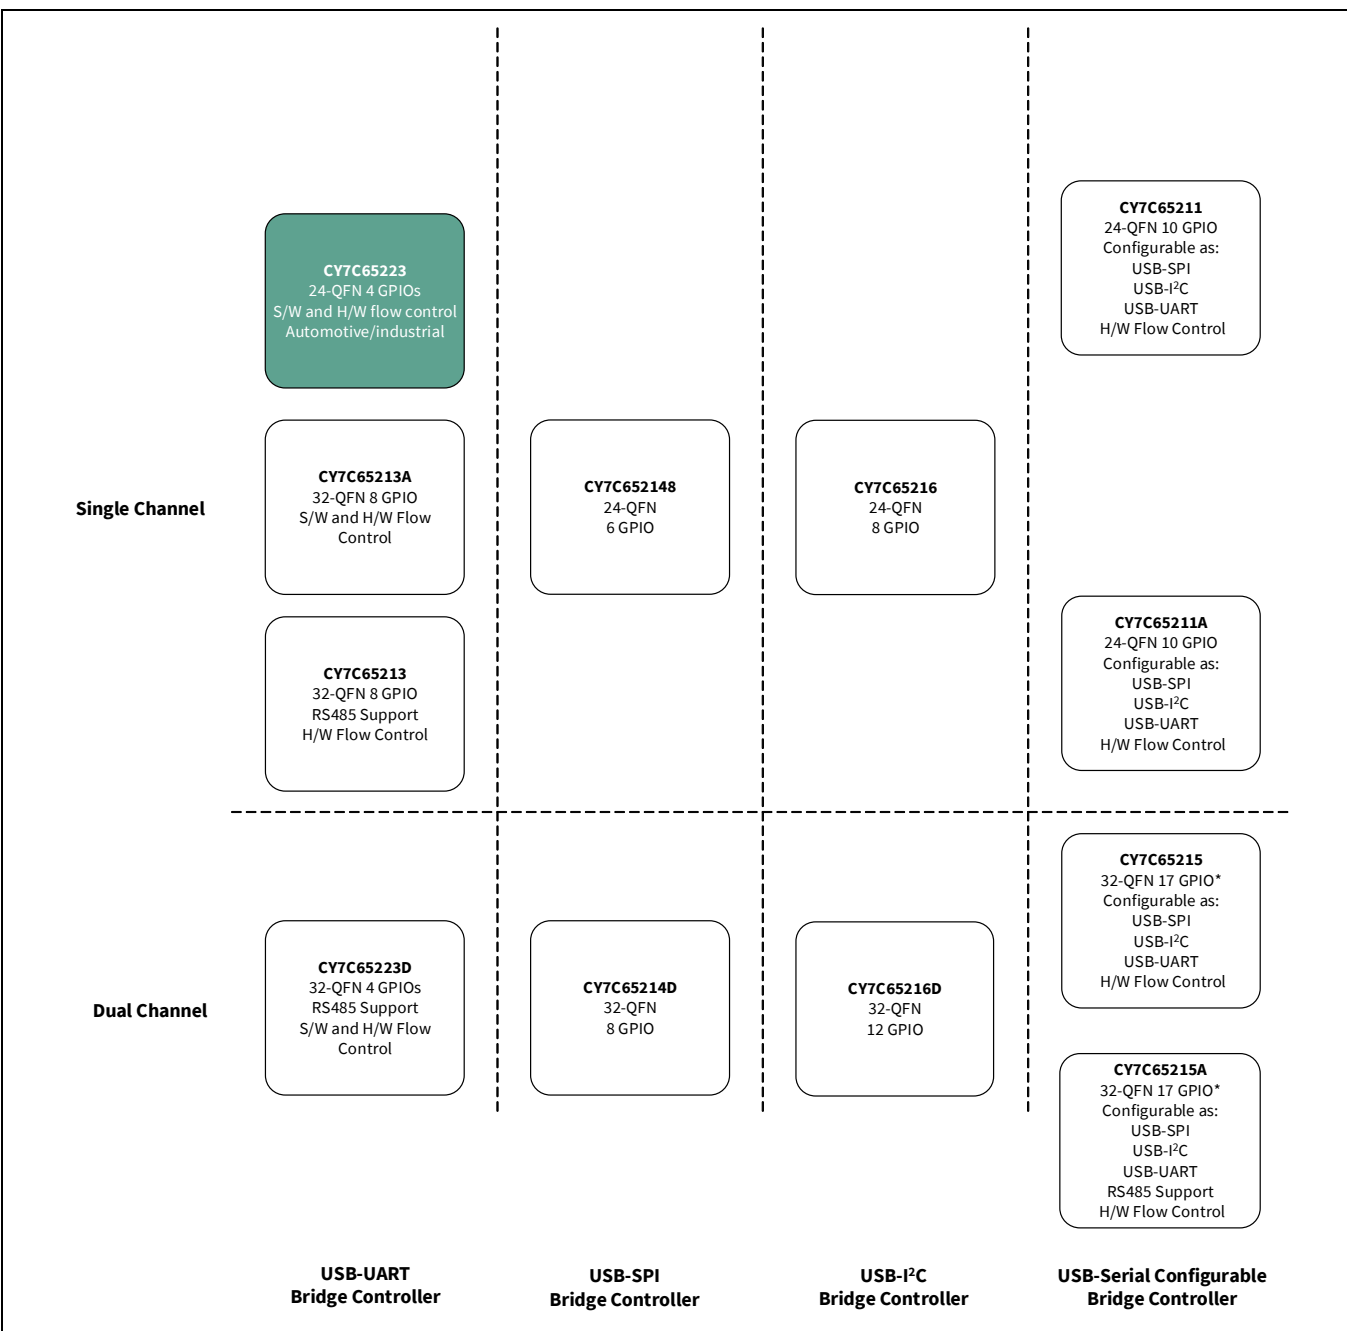 CY7C65211
24-QFN 10 GPIO
Configurable as:
USB-SPI
USB-I²C
USB-UART
H/W Flow Control
CY7C65223
24-QFN 4 GPIOs
S/W and H/W flow control
Automotive/industrial
Single Channel
CY7C65213A
32-QFN 8 GPIO
S/W and H/W Flow
Control
CY7C652148
24-QFN
6 GPIO
CY7C65216
24-QFN
8 GPIO
CY7C65213
32-QFN 8 GPIO
RS485 Support
H/W Flow Control
CY7C65211A
24-QFN 10 GPIO
Configurable as:
USB-SPI
USB-I²C
USB-UART
H/W Flow Control
Dual Channel
CY7C65223D
32-QFN 4 GPIOs
RS485 Support
S/W and H/W Flow
Control
CY7C65214D
32-QFN
8 GPIO
CY7C65216D
32-QFN
12 GPIO
CY7C65215
32-QFN 17 GPIO*
Configurable as:
USB-SPI
USB-I²C
USB-UART
H/W Flow Control
CY7C65215A
32-QFN 17 GPIO*
Configurable as:
USB-SPI
USB-I²C
USB-UART
RS485 Support
H/W Flow Control
USB-UART
Bridge Controller
USB-SPI
Bridge Controller
USB-I²C
Bridge Controller
USB-Serial Configurable
Bridge Controller